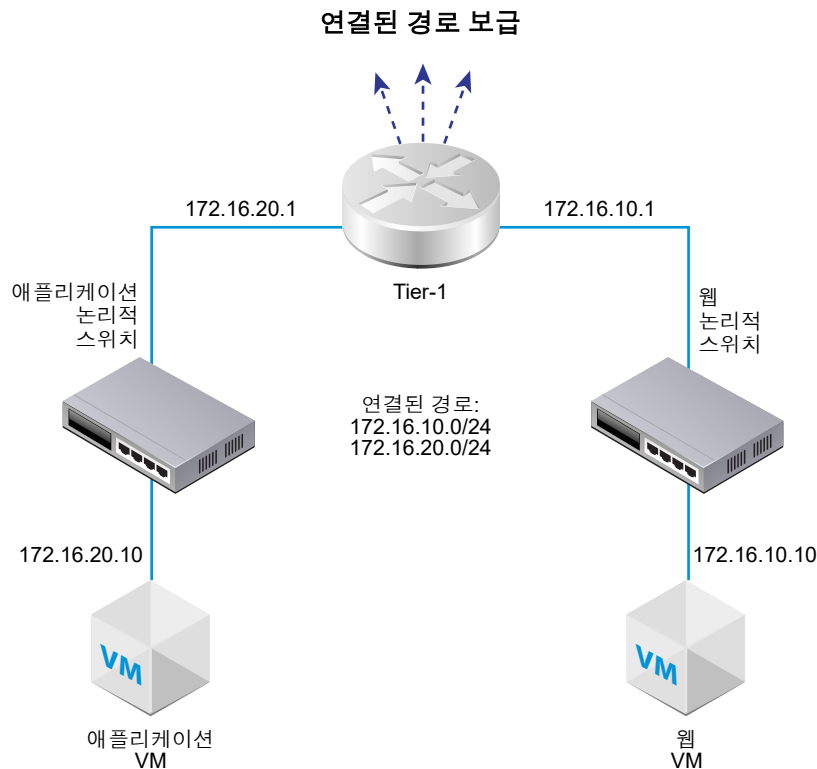 연결된 경로 보급
172.16.20.1
172.16.10.1
Tier-1
애플리케이션
논리적
스위치
웹
논리적
스위치
연결된 경로:
172.16.10.0/24
172.16.20.0/24
172.16.20.10
172.16.10.10
VM
VM
애플리케이션
VM
웹
VM